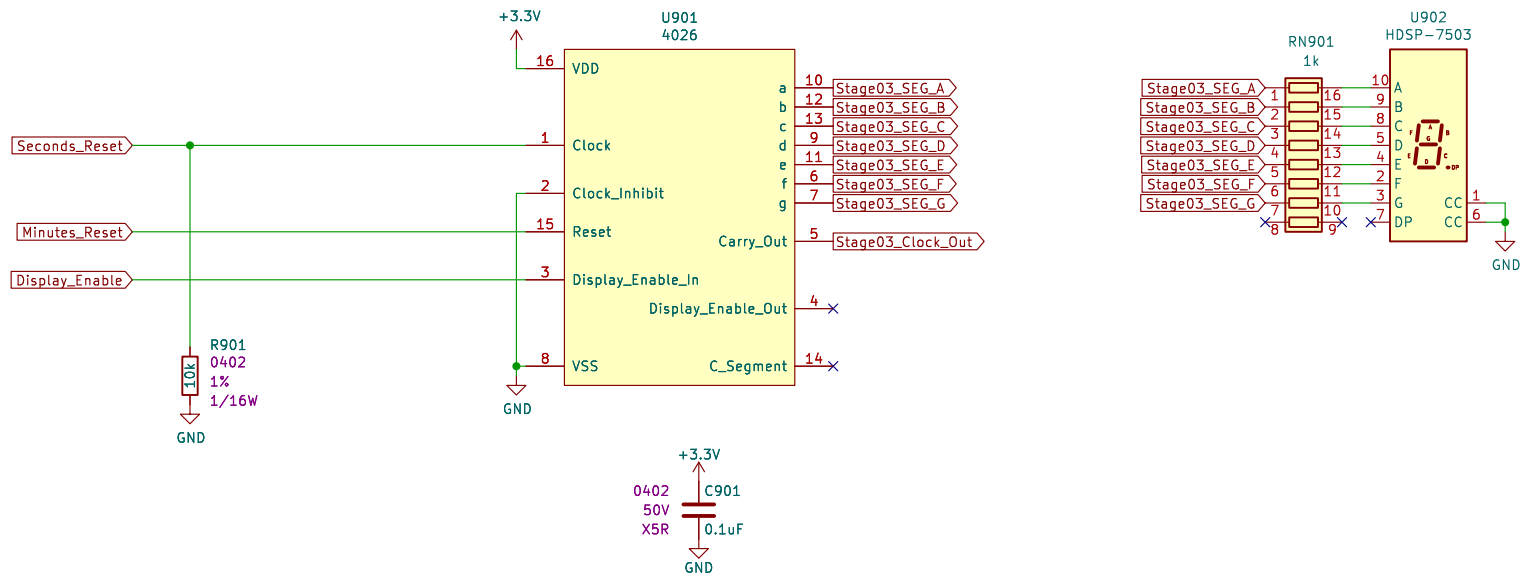 +3.3V
U901
4026
16 VDD
Seconds_Reset
1 Clock
2 Clock_Inhibit
Minutes_Reset
15 Reset
Display_Enable
3 Display_Enable_In
8 VSS
GND
a 10 Stage03_SEG_A
b 12 Stage03_SEG_B
c 13 Stage03_SEG_C
d 9 Stage03_SEG_D
e 11 Stage03_SEG_E
f 6 Stage03_SEG_F
g 7 Stage03_SEG_G
Carry_Out 5 Stage03_Clock_Out
Display_Enable_Out 4
C_Segment 14
R901
0402
10k
1%
1/16W
GND
+3.3V
0402 C901
50V
X5R 0.1uF
GND
RN901
1k
Stage03_SEG_A 1 16
Stage03_SEG_B 2 15
Stage03_SEG_C 3 14
Stage03_SEG_D 4 13
Stage03_SEG_E 5 12
Stage03_SEG_F 6 11
Stage03_SEG_G 7 10
8 9
U902
HDSP-7503
10 A
9 B
8 C
5 D
4 E
2 F
3 G
7 DP
A
F B
G
E C
D DP
CC 1
CC 6
GND